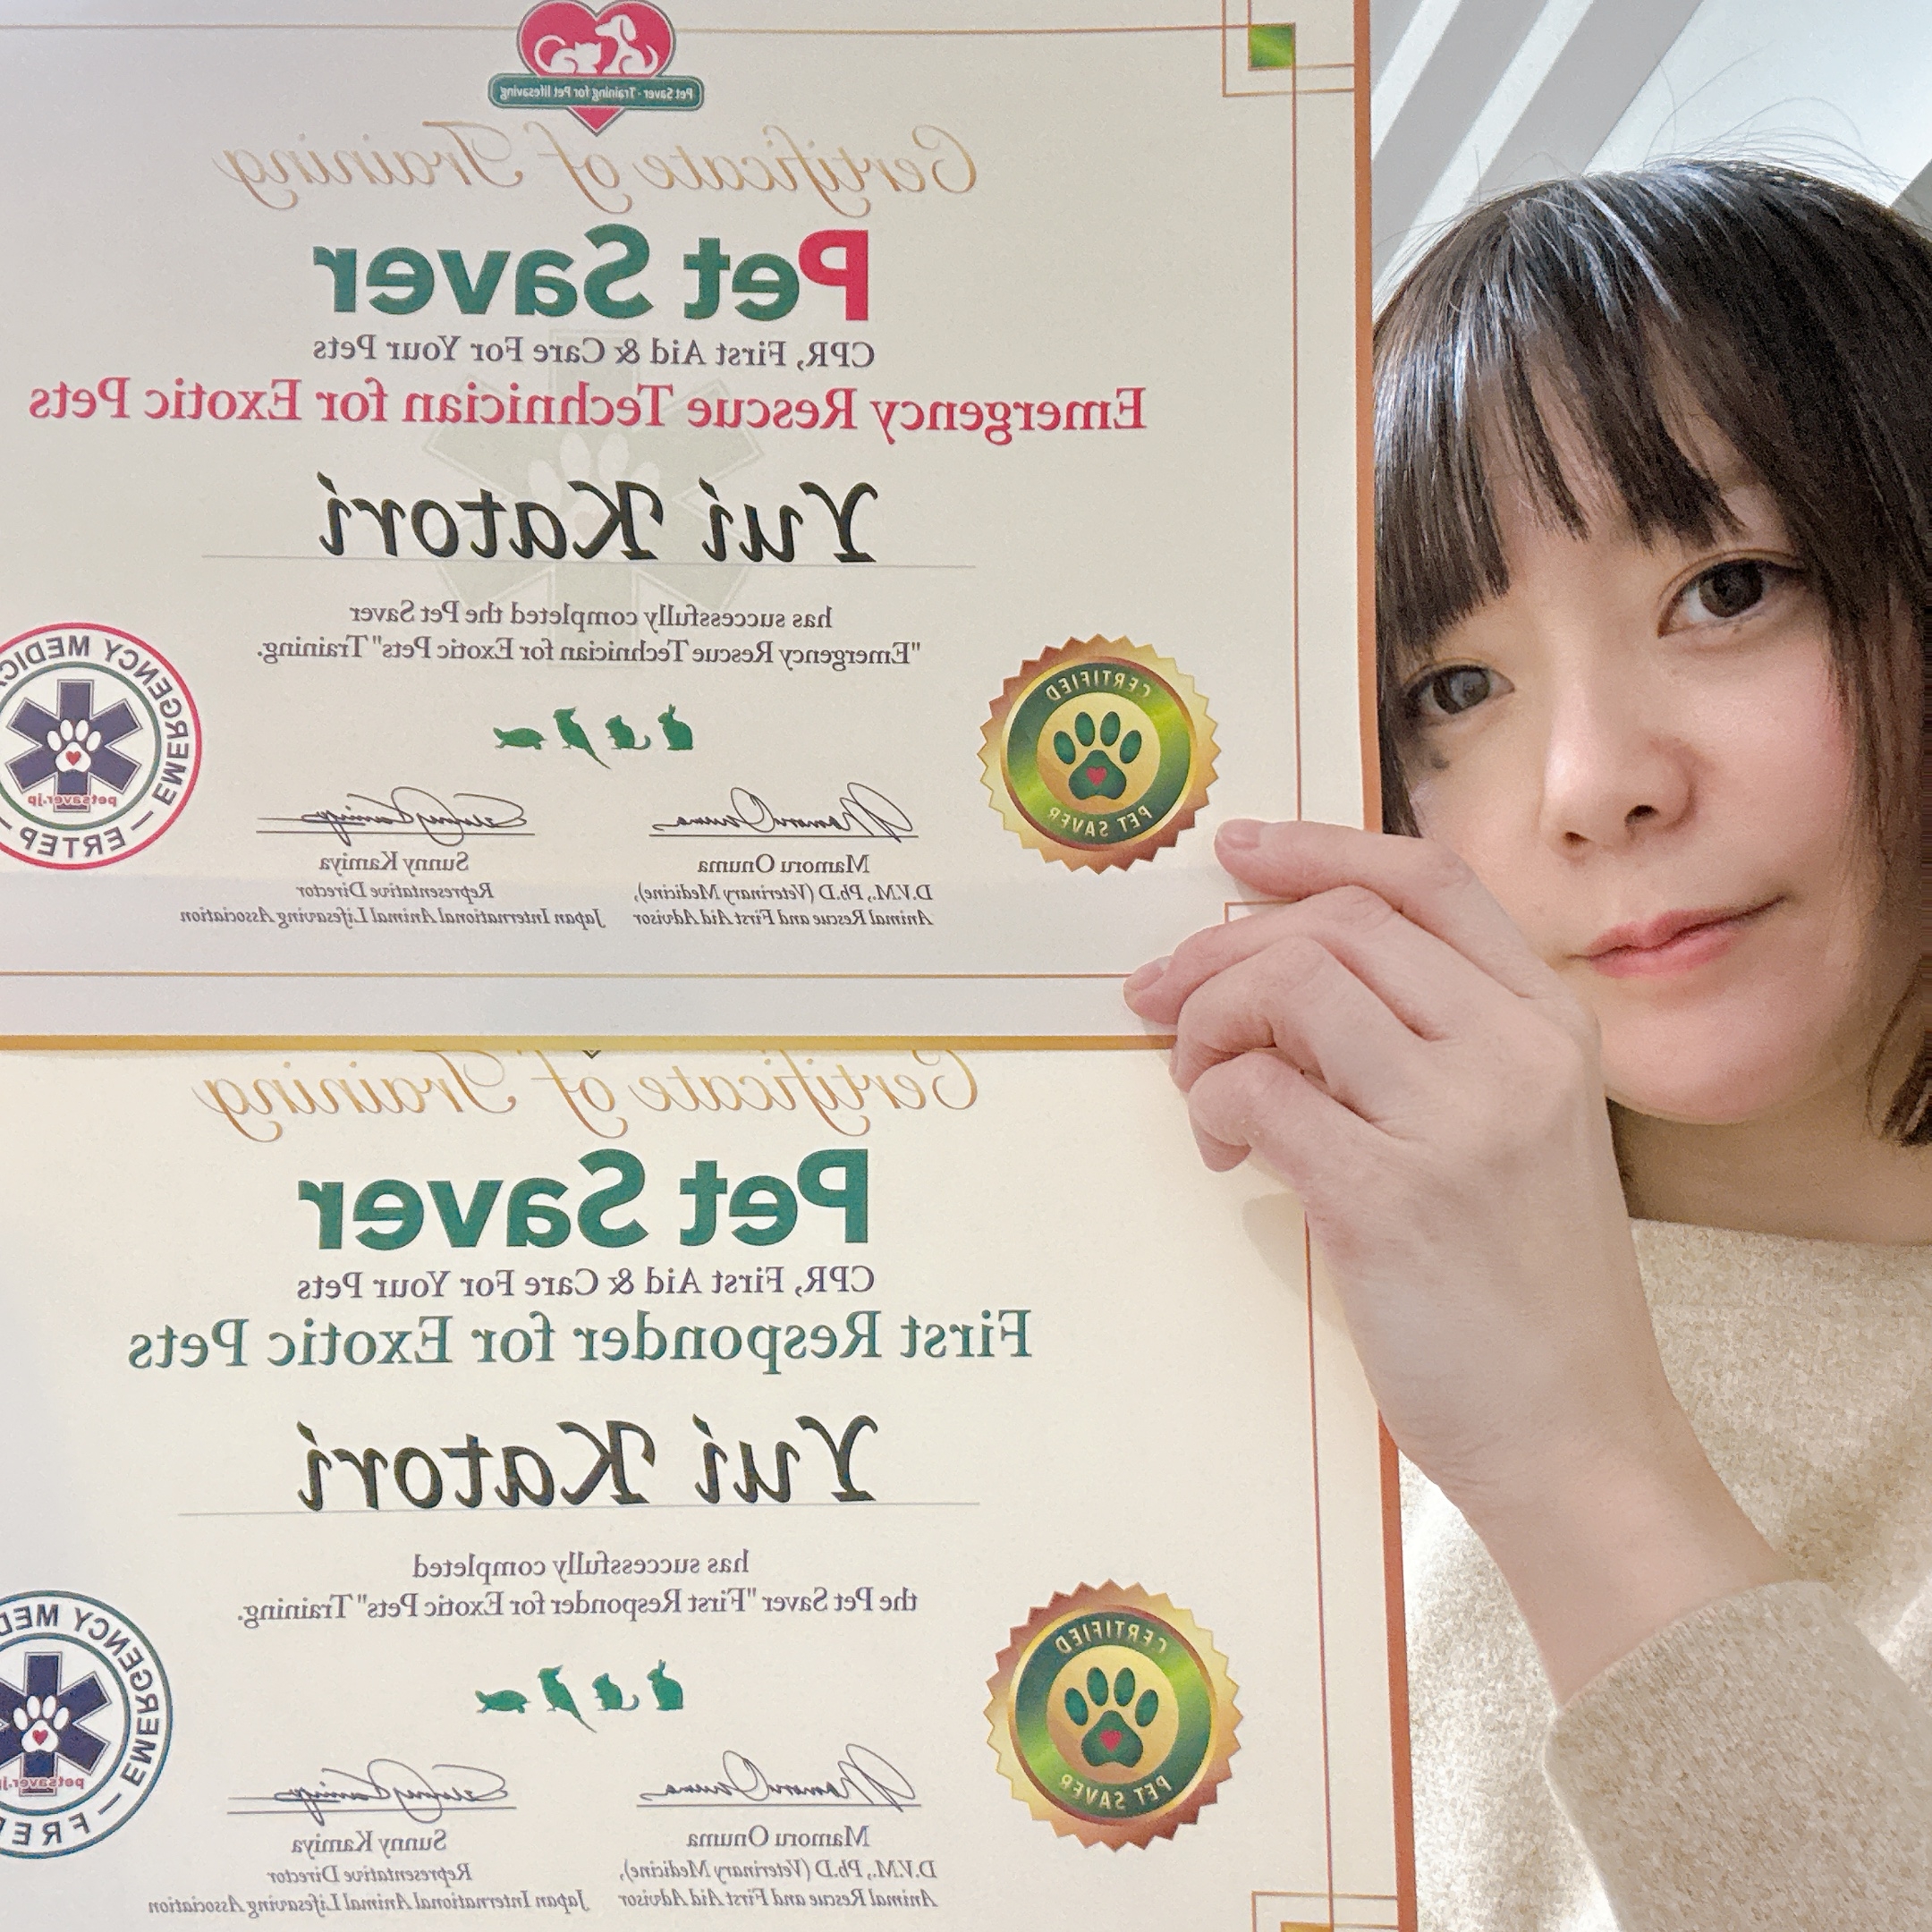 Pet Saver - Training for Pet lifesaving
Certificate of Training
Pet Saver
CPR, First Aid & Care For Your Pets
Emergency Rescue Technician for Exotic Pets
Yui Katori
has successfully completed the Pet Saver
"Emergency Rescue Technician for Exotic Pets" Training.
CERTIFIED
PET SAVER
EMERGENCY MEDIC
petsaver.jp
ERTEP
Mamoru Onuma
D.V.M., Ph.D (Veterinary Medicine),
Animal Rescue and First Aid Advisor
Sunny Kamiya
Representative Director
Japan International Animal Lifesaving Association
Certificate of Training
Pet Saver
CPR, First Aid & Care For Your Pets
First Responder for Exotic Pets
Yui Katori
has successfully completed
the Pet Saver "First Responder for Exotic Pets" Training.
CERTIFIED
PET SAVER
EMERGENCY MED
petsaver.j
FREP
Mamoru Onuma
D.V.M., Ph.D (Veterinary Medicine),
Animal Rescue and First Aid Advisor
Sunny Kamiya
Representative Director
Japan International Animal Lifesaving Association